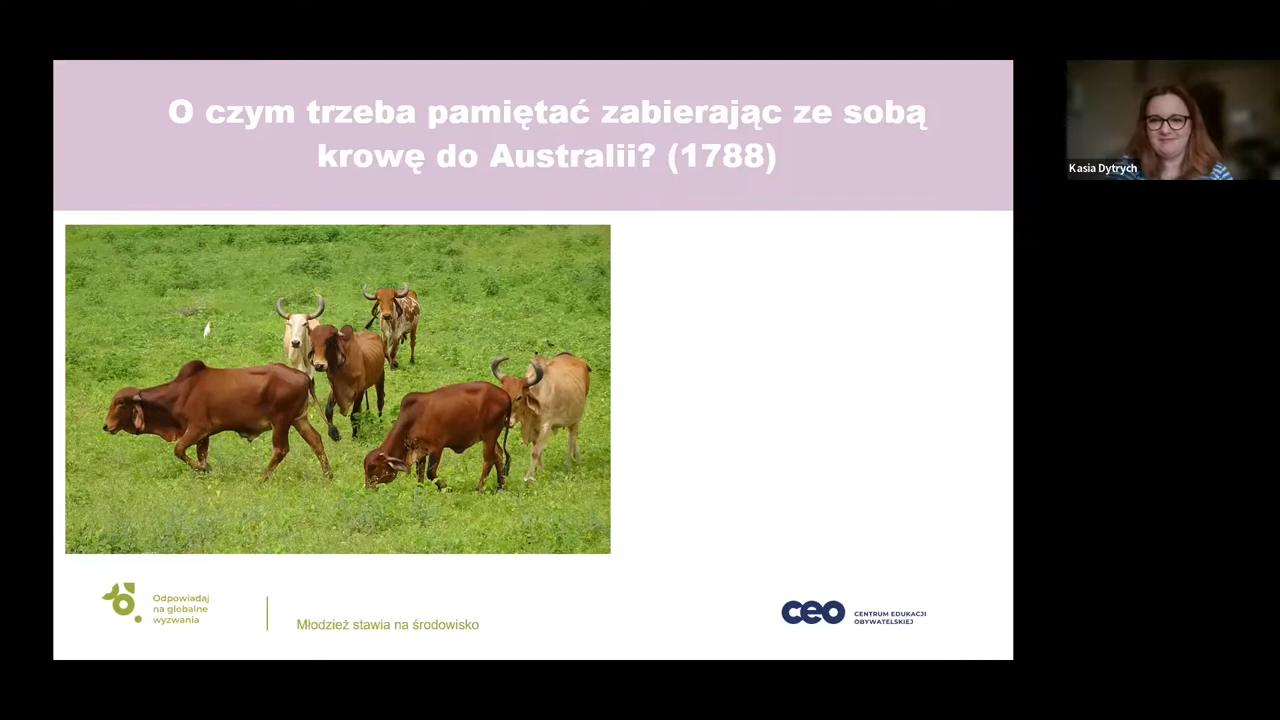 O czym trzeba pamiętać zabierając ze sobą
krowę do Australii? (1788)
Kasia Dytrych
Odpowiadaj
na globalne
wyzwania
Młodzież stawia na środowisko
ceo
CENTRUM EDUKACJI
OBYWATELSKIEJ